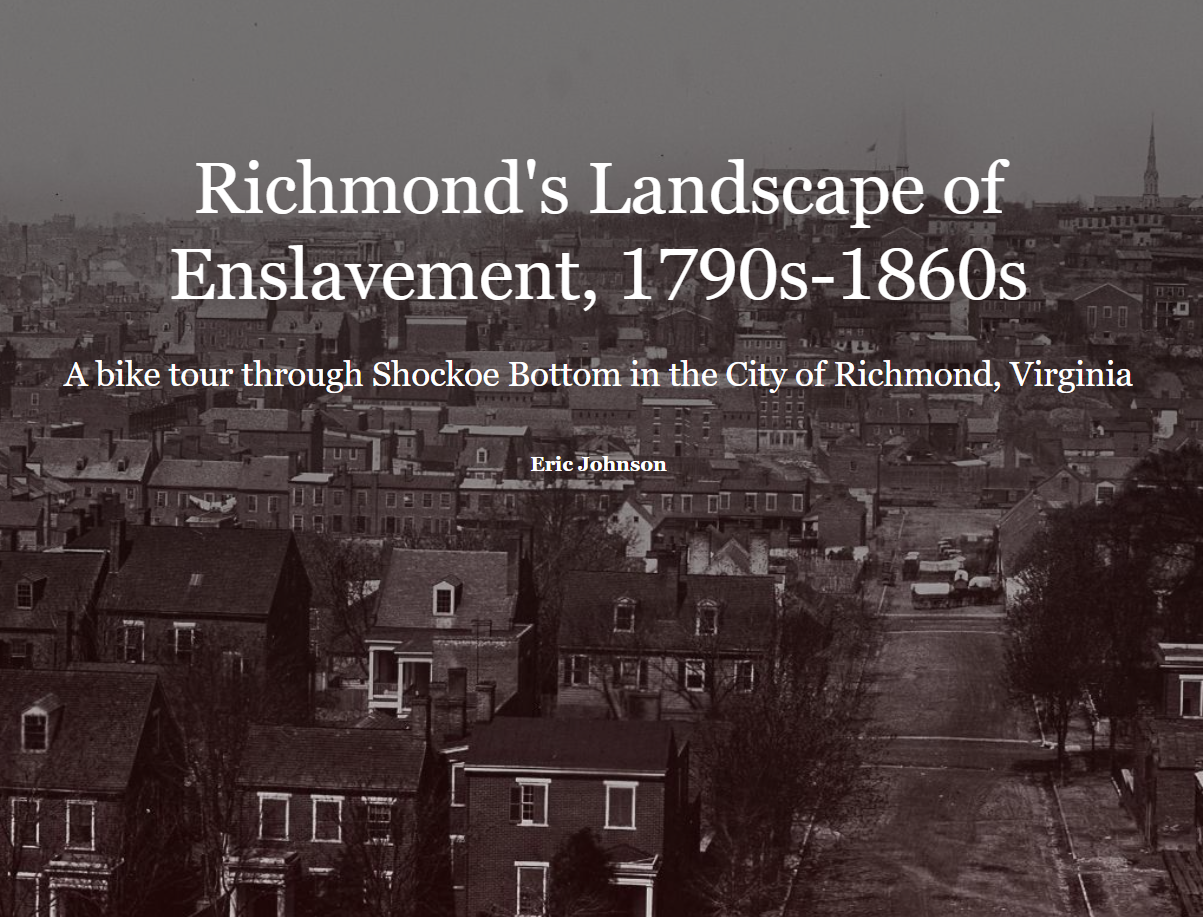 Richmond's Landscape of
Enslavement, 1790s-1860s
A bike tour through Shockoe Bottom in the City of Richmond, Virginia
Eric Johnson